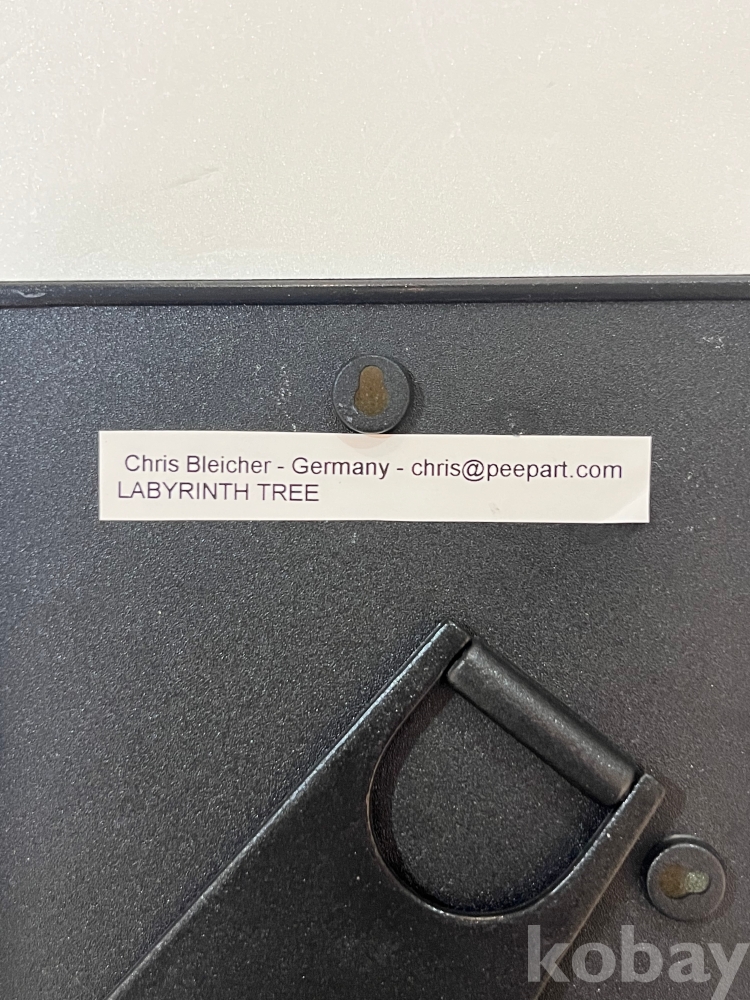 Chris Bleicher - Germany - chris@peepart.com
LABYRINTH TREE
kobay